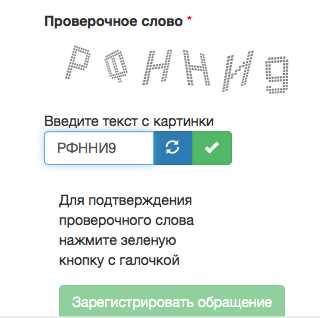 Проверочное слово *
РФННИ9
Введите текст с картинки
РФННИ9
Для подтверждения
проверочного слова
нажмите зеленую
кнопку с галочкой
Зарегистрировать обращение